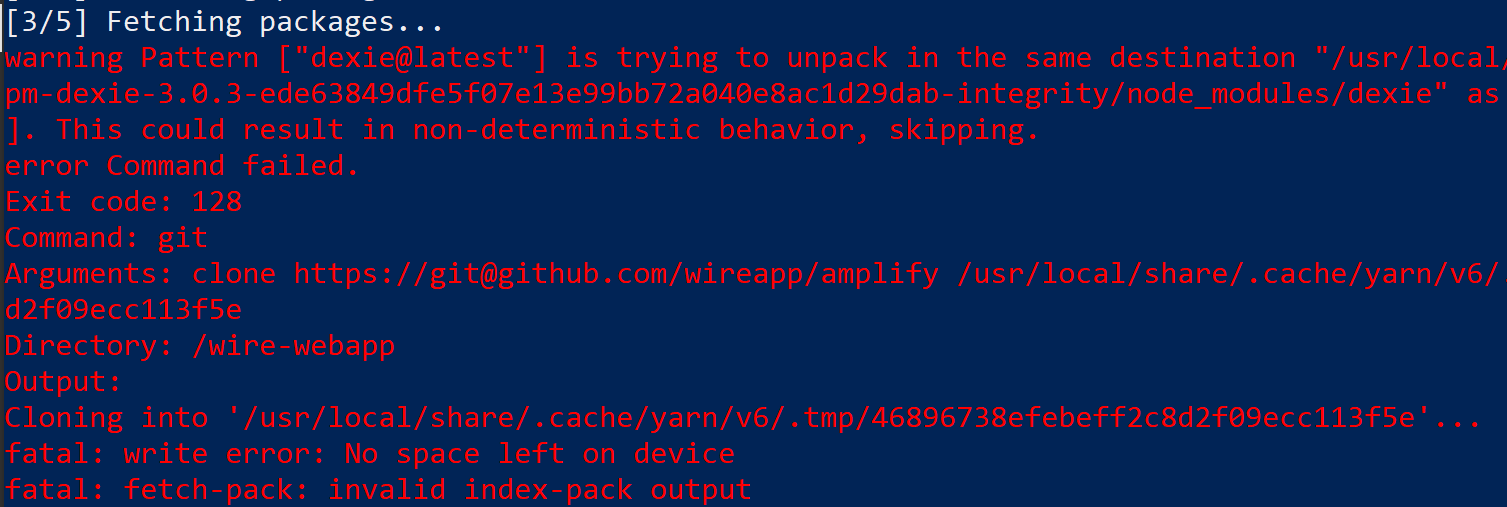 [3/5] Fetching packages...
warning Pattern ["dexie@latest"] is trying to unpack in the same destination "/usr/local/
pm-dexie-3.0.3-ede63849dfe5f07e13e99bb72a040e8ac1d29dab-integrity/node_modules/dexie" as
]. This could result in non-deterministic behavior, skipping.
error Command failed.
Exit code: 128
Command: git
Arguments: clone https://git@github.com/wireapp/amplify /usr/local/share/.cache/yarn/v6/
d2f09ecc113f5e
Directory: /wire-webapp
Output:
Cloning into '/usr/local/share/.cache/yarn/v6/.tmp/46896738efebeff2c8d2f09ecc113f5e'...
fatal: write error: No space left on device
fatal: fetch-pack: invalid index-pack output